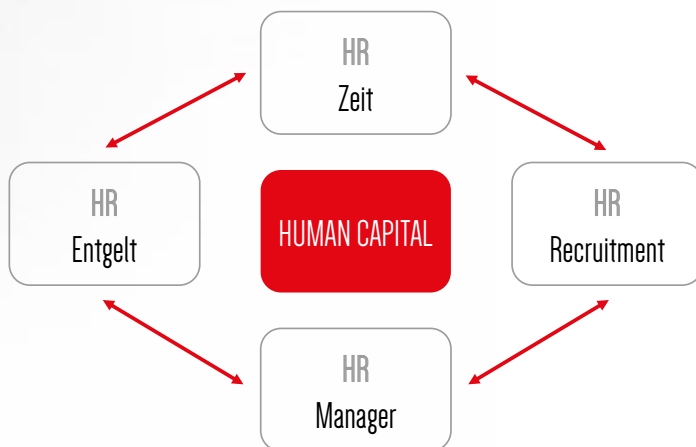 HR
Zeit
HR
Entgelt
HUMAN CAPITAL
HR
Recruitment
HR
Manager